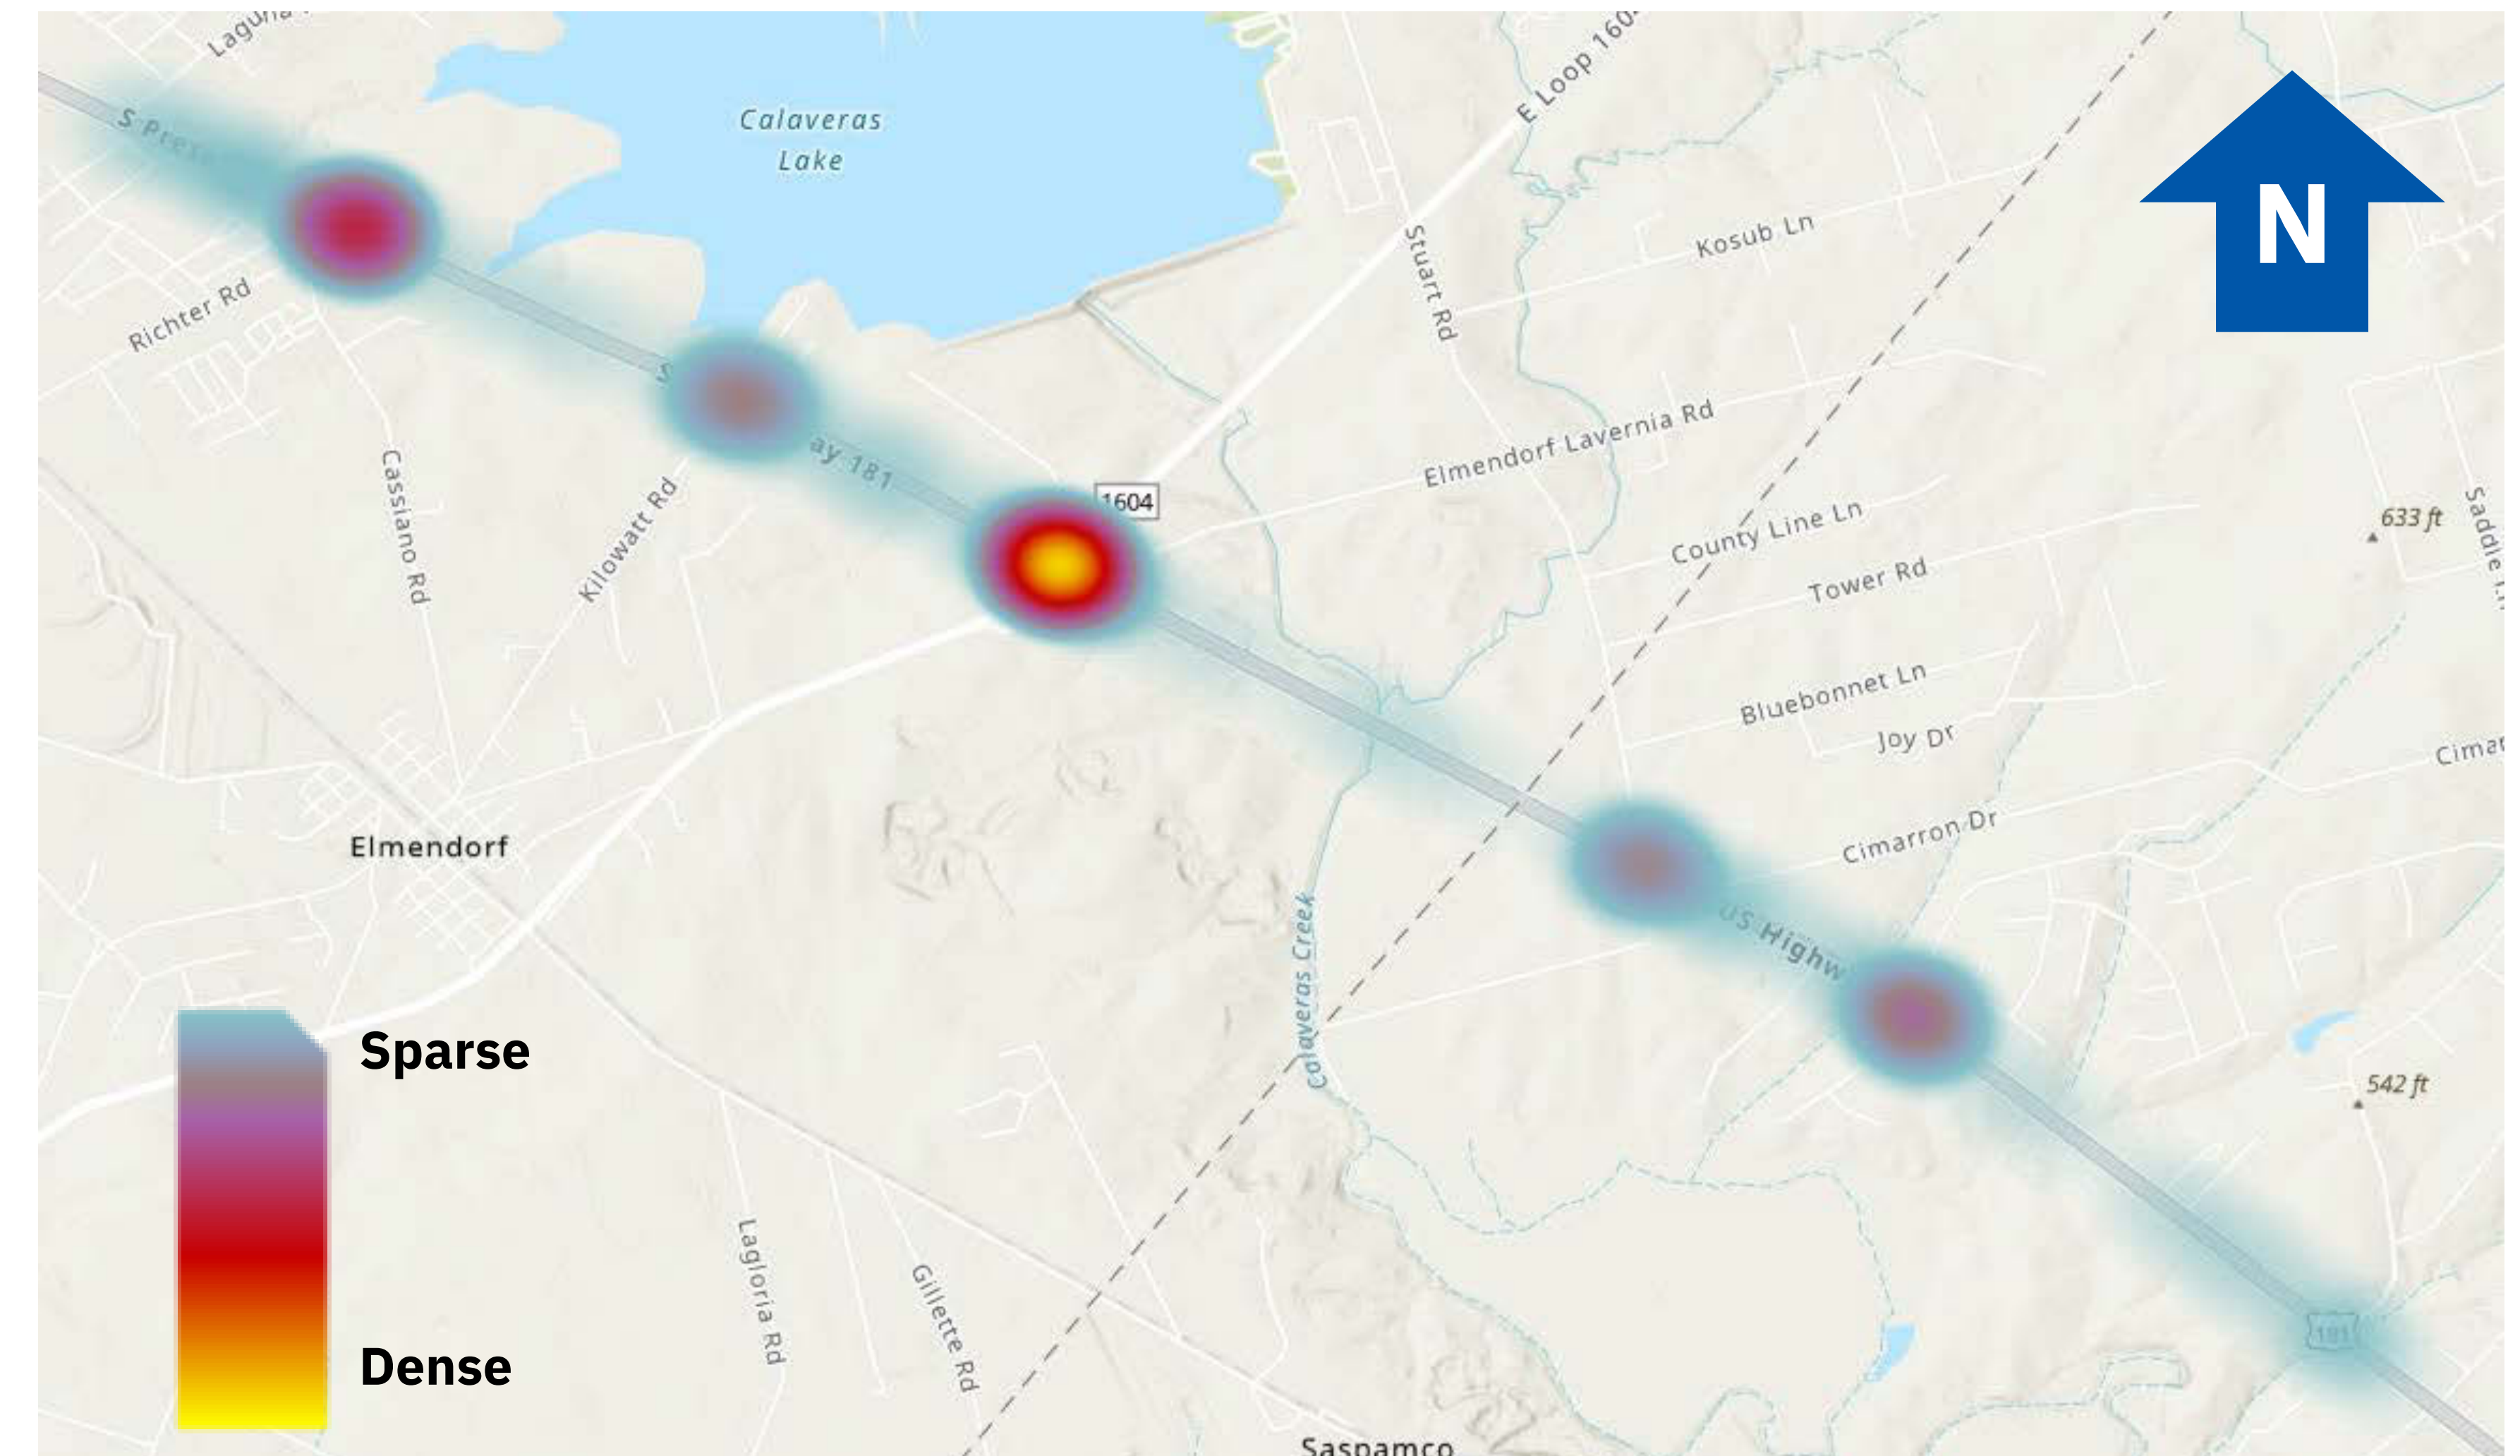 E Loop 160
Calaveras
Lake
N
Kosub Ln
Stuart Rd
Richter Rd
Elmendorf Lavernia Rd
ay 181
1604
Cassiano Rd
Kilowatt Rd
County Line Ln
633 ft
Tower Rd
Bluebonnet Ln
Joy Dr
Elmendorf
Cimarron Dr
US Highw
Calaveras Creek
Sparse
542 ft
Lagloria Rd
Gillette Rd
181
Dense
Saspamco